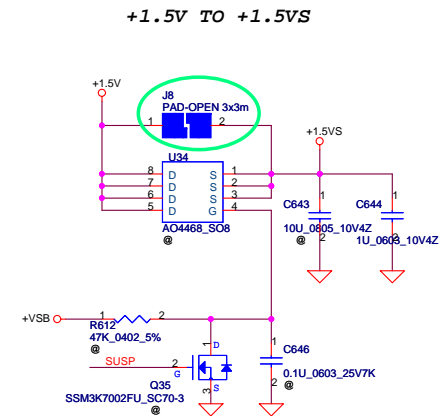 +1.5V TO +1.5VS
+1.5V
J8
PAD-OPEN 3x3m
1 2
+1.5VS
U34
8 D S 1
7 D S 2
6 D S 3
5 D G 4
AO4468_SO8
@
C643
1
2
10U_0805_10V4Z
@
C644
1
2
1U_0603_10V4Z
@
+VSB
1 2
R612
47K_0402_5%
@
SUSP
2 G
1 D
3 S
Q35
SSM3K7002FU_SC70-3
@
1
C646
2
0.1U_0603_25V7K
@